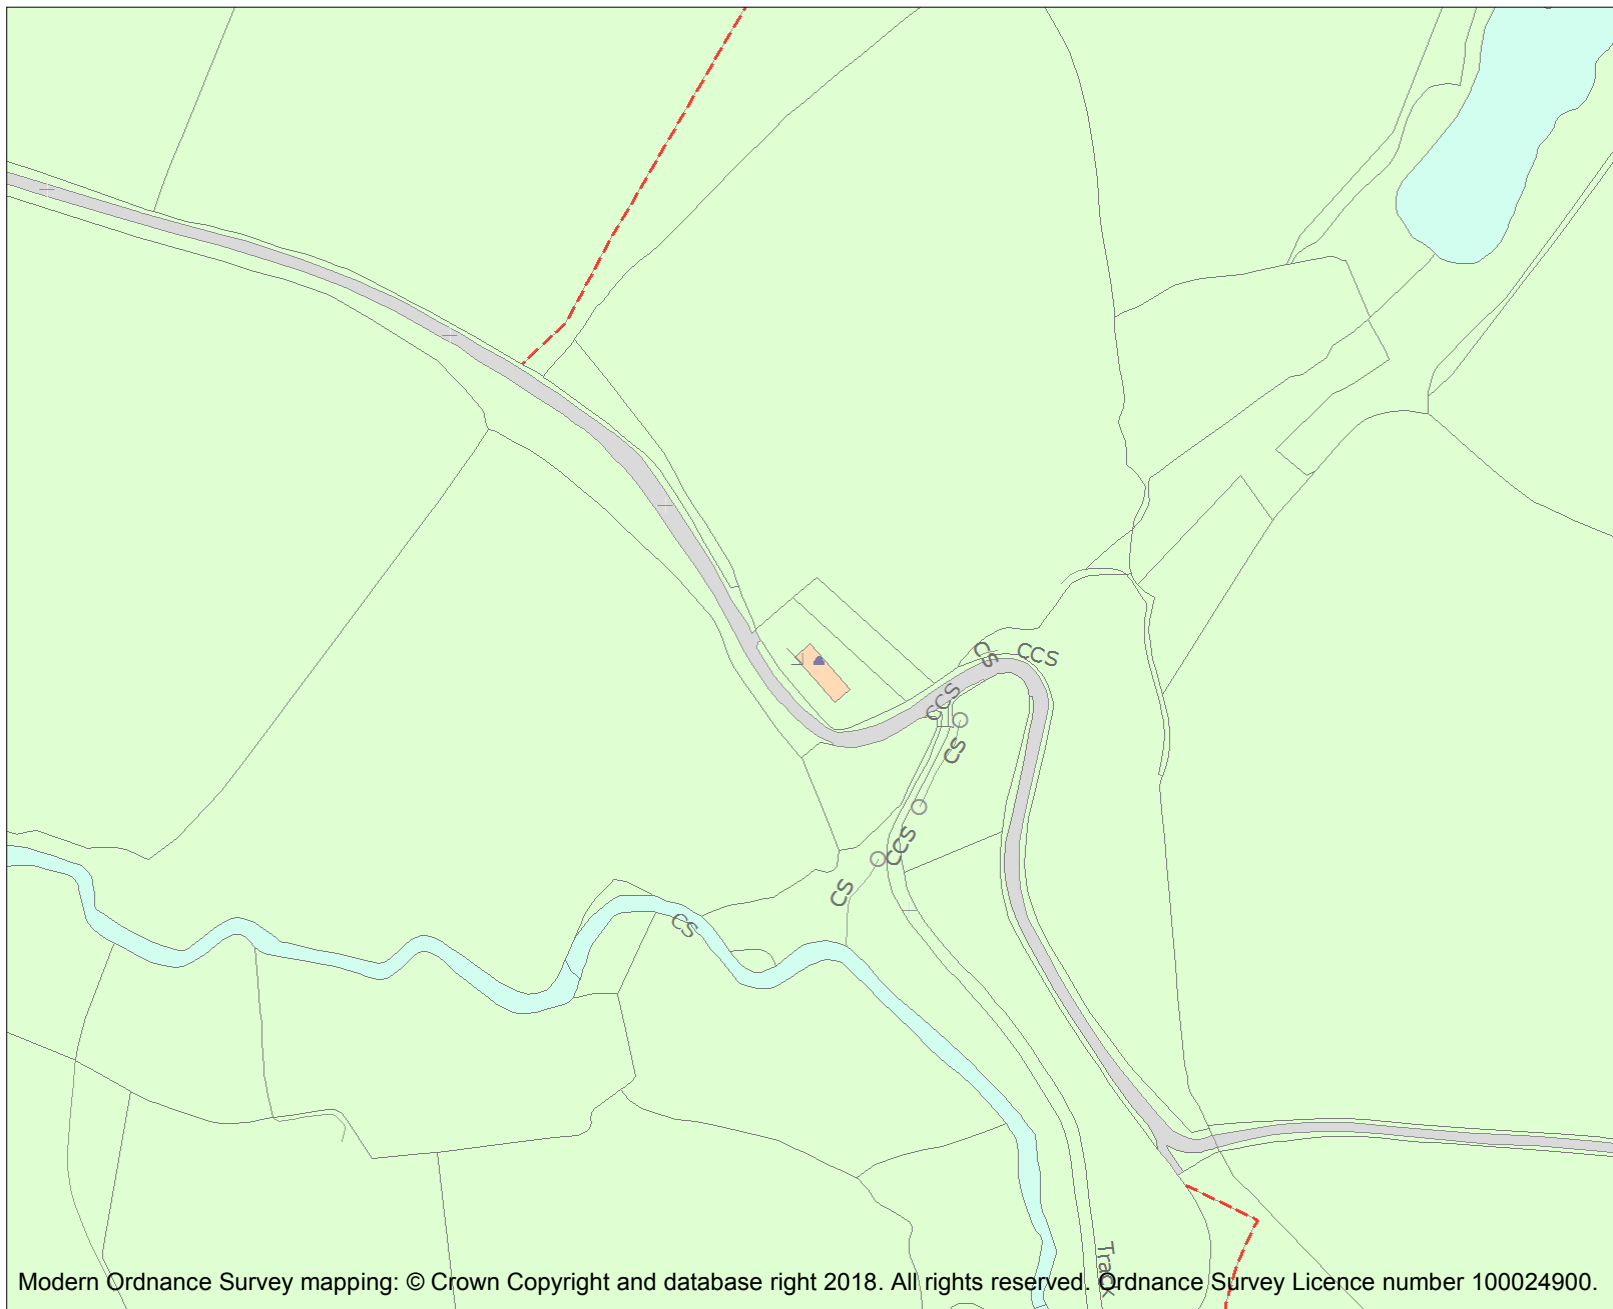 CS
CCS
CCS
CS
CCS
CS
CS
Track
Modern Ordnance Survey mapping: © Crown Copyright and database right 2018. All rights reserved. Ordnance Survey Licence number 100024900.